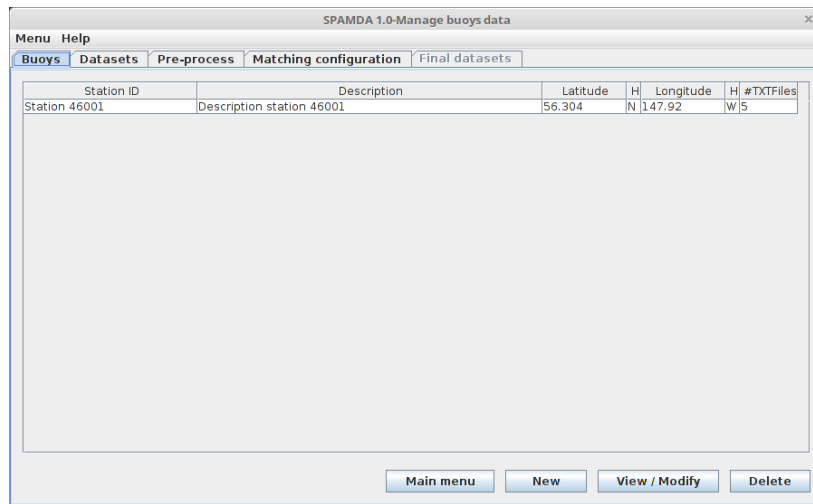 SPAMDA 1.0-Manage buoys data ×
Menu Help
Buoys Datasets Pre-process Matching configuration Final datasets
Station ID Description Latitude H Longitude H #TXTFiles
Station 46001 Description station 46001 56.304 N 147.92 W 5
Main menu New View / Modify Delete